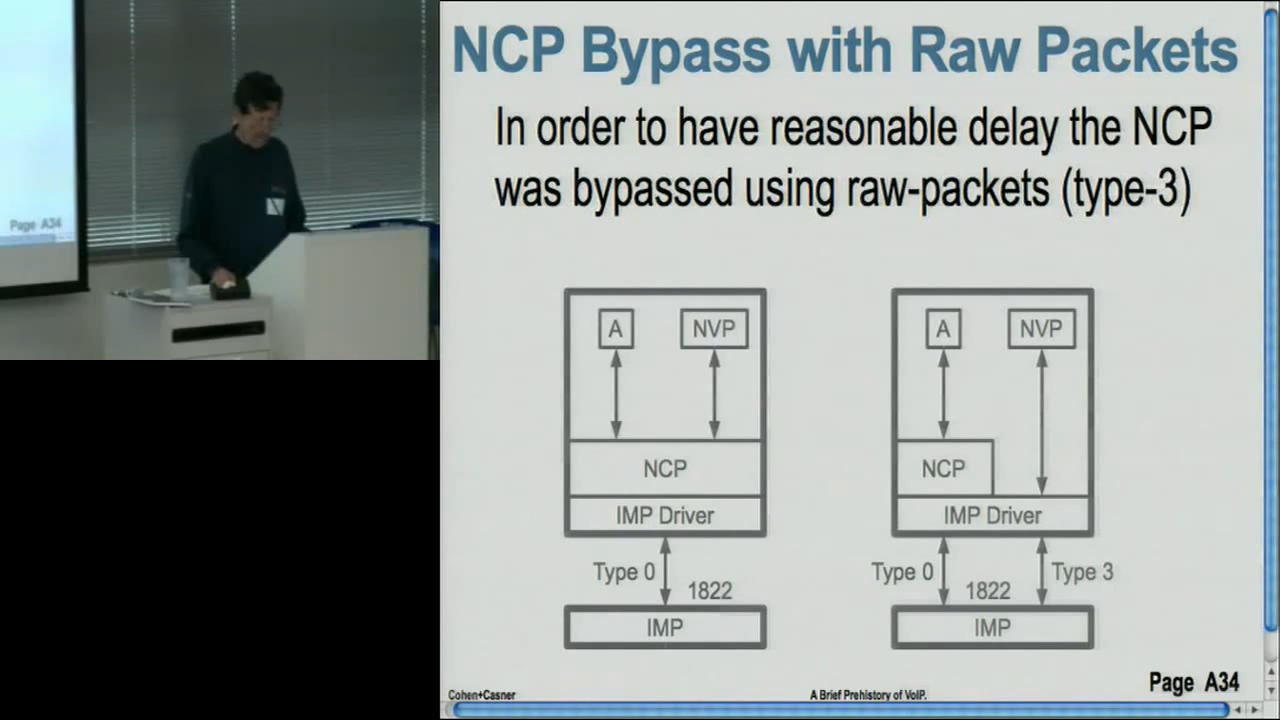 Page A34
NCP Bypass with Raw Packets
In order to have reasonable delay the NCP
was bypassed using raw-packets (type-3)
A
NVP
NCP
IMP Driver
Type 0
1822
IMP
A
NVP
NCP
IMP Driver
Type 0
1822
Type 3
IMP
Page A34
Cohen+Casner
A Brief Prehistory of VoIP.